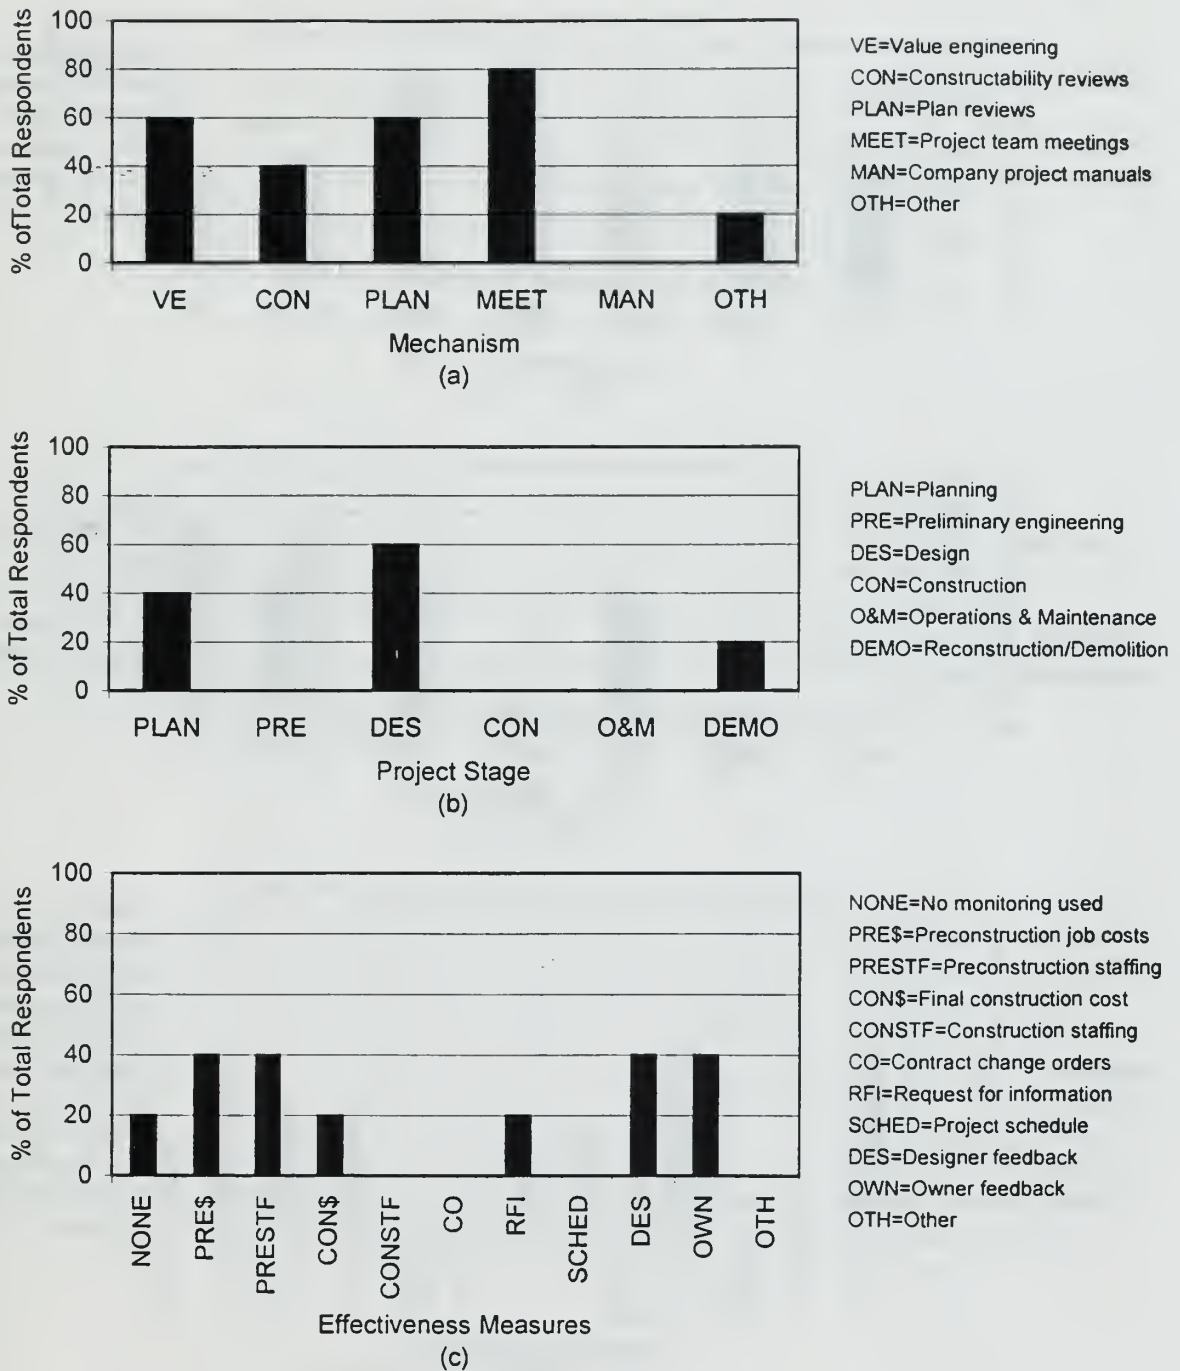 % ofTotal Respondents
100
80
60
40
20
0
VE CON PLAN MEET MAN OTH
Mechanism
(a)
VE=Value engineering
CON=Constructability reviews
PLAN=Plan reviews
MEET=Project team meetings
MAN=Company project manuals
OTH=Other
% of Total Respondents
100
80
60
40
20
0
PLAN PRE DES CON O&M DEMO
Project Stage
(b)
PLAN=Planning
PRE=Preliminary engineering
DES=Design
CON=Construction
O&M=Operations & Maintenance
DEMO=Reconstruction/Demolition
% of Total Respondents
100
80
60
40
20
0
NONE PRE$ PRESTF CON$ CONSTF CO RFI SCHED DES OWN OTH
Effectiveness Measures
(c)
NONE=No monitoring used
PRE$=Preconstruction job costs
PRESTF=Preconstruction staffing
CON$=Final construction cost
CONSTF=Construction staffing
CO=Contract change orders
RFI=Request for information
SCHED=Project schedule
DES=Designer feedback
OWN=Owner feedback
OTH=Other